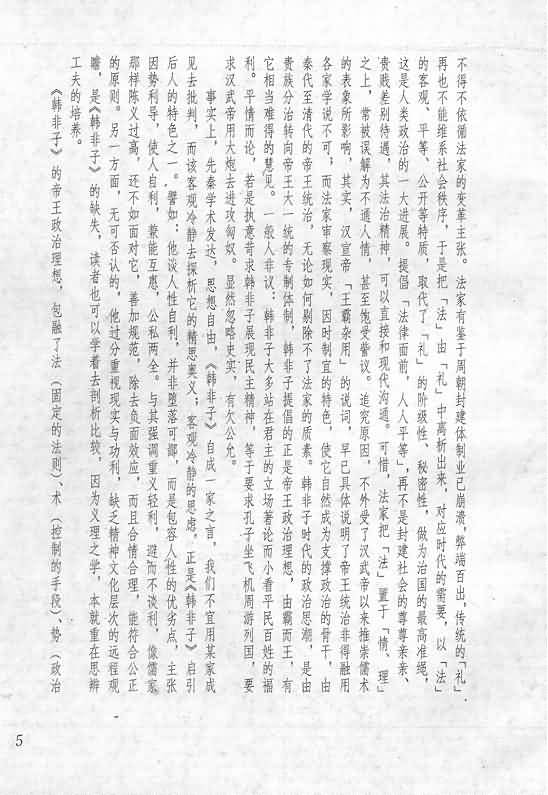 不得不依循法家的变革主张。法家有鉴于周朝封建体制业已崩溃,弊端百出,传统的「礼」
再也不能维系社会秩序,于是把「法」由「礼」中离析出来,对应时代的需要,以「法」
的客观、平等、公开等特质,取代了「礼」的阶级性、秘密性,做为治国的最高准绳,
这是人类政治的一大进展。提倡「法律面前,人人平等」,再不是封建社会的尊尊亲亲、
贵贱差别待遇,其法治精神,可以直接和现代沟通。可惜,法家把「法」置于「情、理」
之上,常被误解为不通人情,甚至饱受訾议。追究原因,不外受了汉武帝以来推崇儒术
的表象所影响,其实,汉宣帝「王霸杂用」的说词,早已具体说明了帝王统治非得融用
各家学说不可;而法家审察现实,因时制宜的特色,使它自然成为支撑政治的骨干,由
秦代至清代的帝王统治,无论如何剔除不了法家的质素。韩非子时代的政治思潮,是由
贵族分治转向帝王大一统的专制体制,韩非子提倡的正是帝王政治理想,由霸而王,有
它相当难得的慧见。一般人非议:韩非子大多站在君主的立场著论而小看平民百姓的福
利。平情而论,若是执意苛求韩非子展现民主精神,等于要求孔子坐飞机周游列国,要
求汉武帝用大炮去进攻匈奴。显然忽略史实,有欠公允。
事实上,先秦学术发达,思想自由,《韩非子》自成一家之言,我们不宜用某家成
见去批判,而该客观冷静去探析它的精思奥义;客观冷静的思虑,正是《韩非子》启引
后人的特色之一。譬如:他谈人性自利,并非堕落可鄙,而是包容人性的优劣点,主张
因势利导,使人自利,兼能互惠,公私两全。与其强调重义轻利,避而不谈利,像儒家
那样陈义过高,还不如面对它,善加规范,除去负面效应,而且合情合理,能符合公正
的原则。另一方面,无可否认的,他过分重视现实与功利,缺乏精神文化层次的远程观
瞻,是《韩非子》的缺失,读者也可以学着去剖析比较,因为义理之学,本就重在思辨
工夫的培养。
《韩非子》的帝王政治理想,包融了法(固定的法则)、术(控制的手段)、势(政治
5